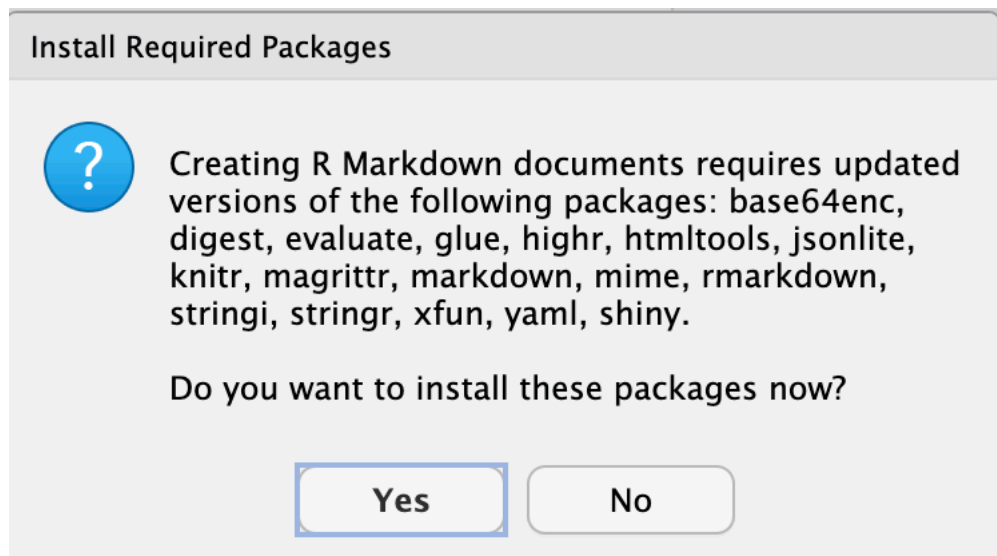 Install Required Packages
?
Creating R Markdown documents requires updated
versions of the following packages: base64enc,
digest, evaluate, glue, highr, htmltools, jsonlite,
knitr, magrittr, markdown, mime, rmarkdown,
stringi, stringr, xfun, yaml, shiny.
Do you want to install these packages now?
Yes
No